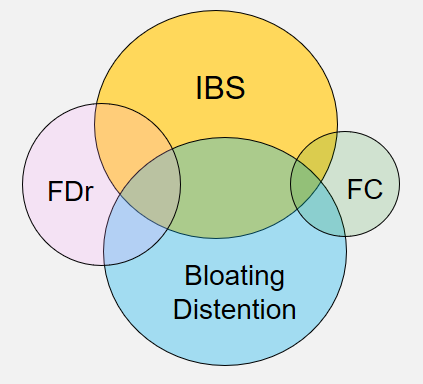 IBS
FDr
FC
Bloating
Distention